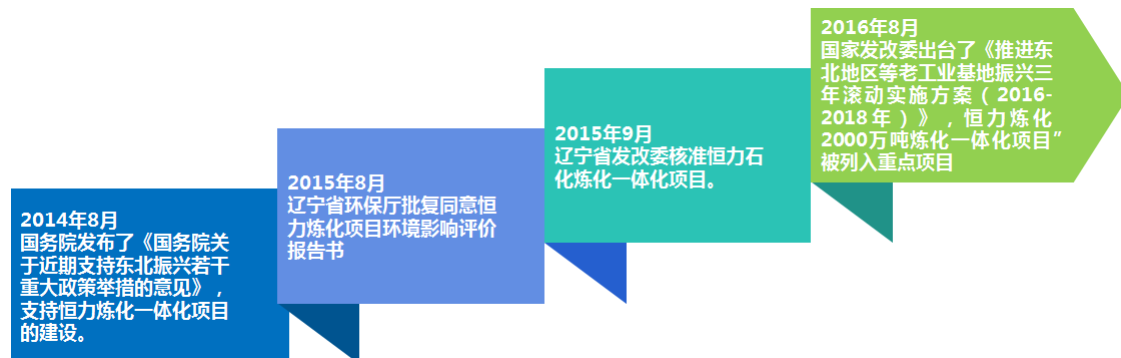 2014年8月
国务院发布了《国务院关
于近期支持东北振兴若干
重大政策举措的意见》，
支持恒力炼化一体化项目
的建设。
2015年8月
辽宁省环保厅批复同意恒
力炼化项目环境影响评价
报告书
2015年9月
辽宁省发改委核准恒力石
化炼化一体化项目。
2016年8月
国家发改委出台了《推进东
北地区等老工业基地振兴三
年滚动实施方案（2016-
2018年）》，恒力炼化
2000万吨炼化一体化项目”
被列入重点项目